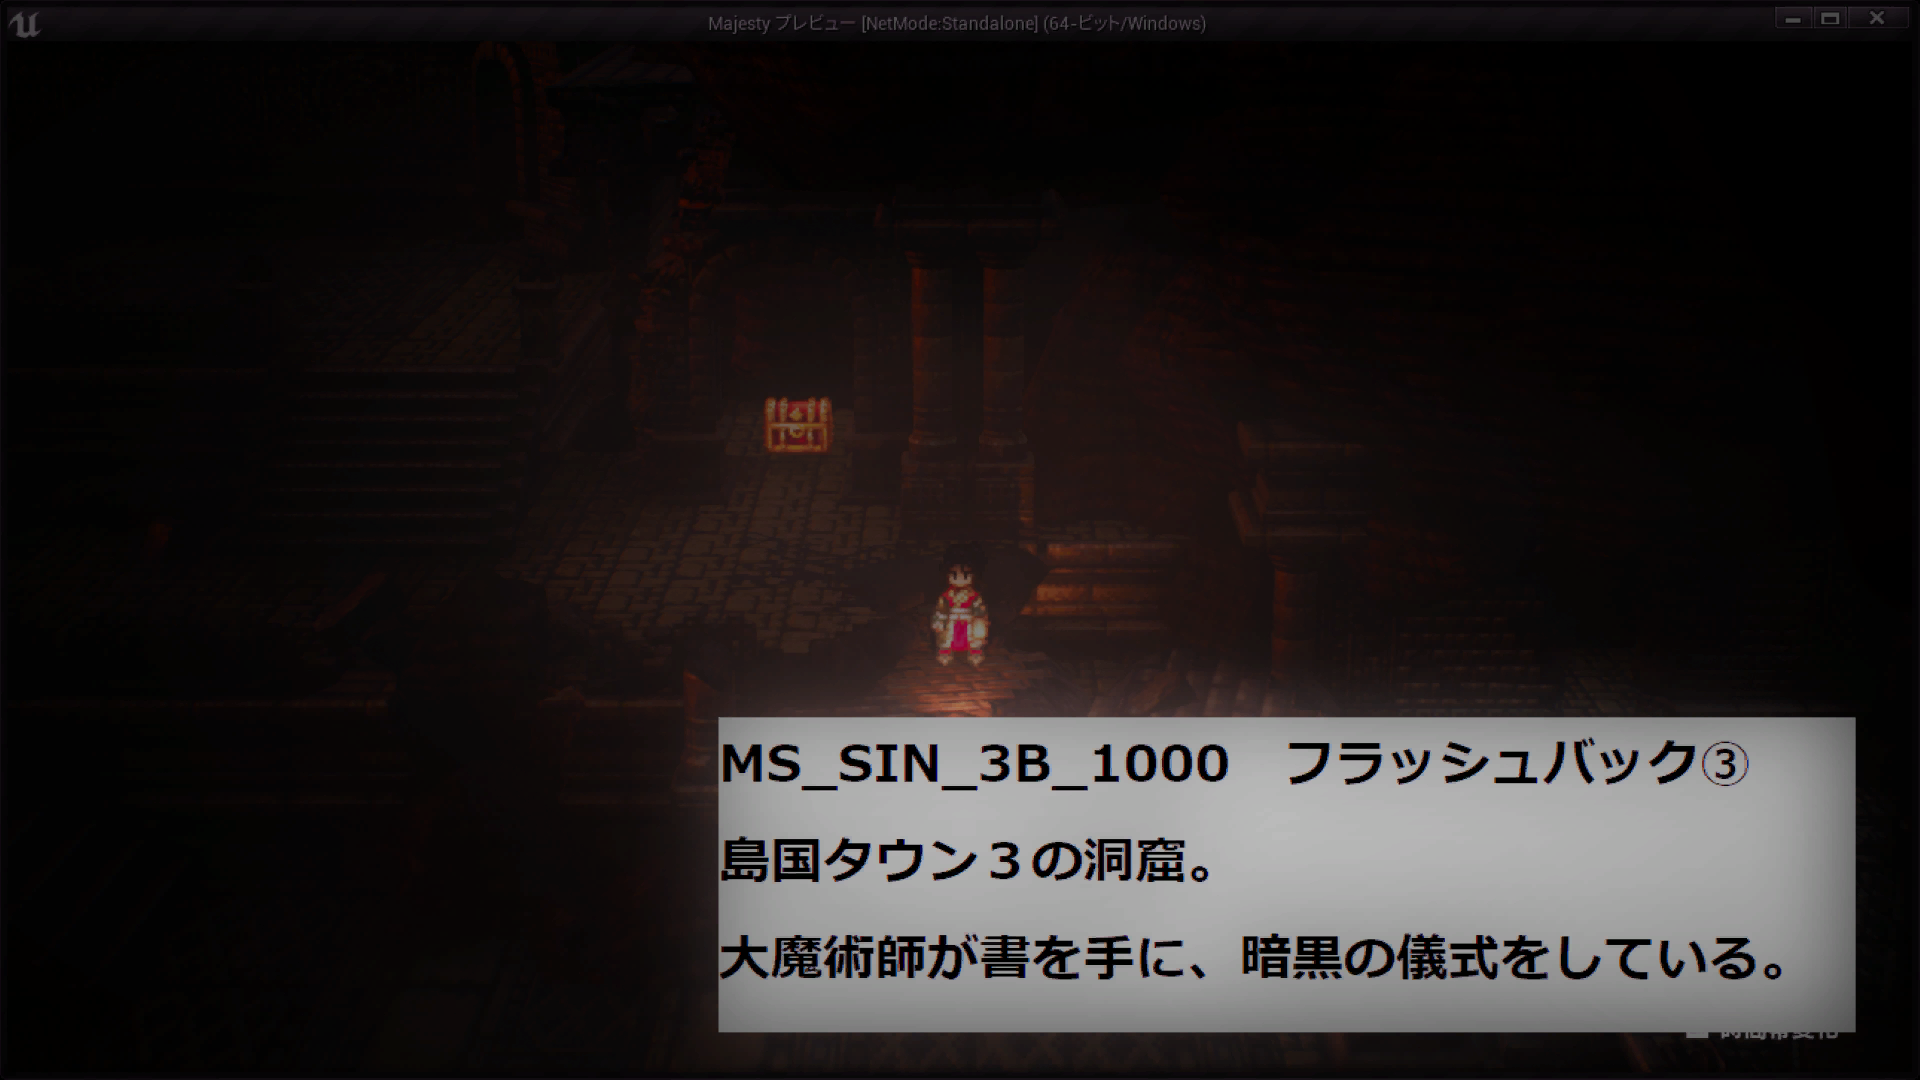 Majesty プレビュー [NetMode:Standalone] (64-ビット/Windows)
MS_SIN_3B_1000　フラッシュバック③
島国タウン３の洞窟。
大魔術師が書を手に、暗黒の儀式をしている。